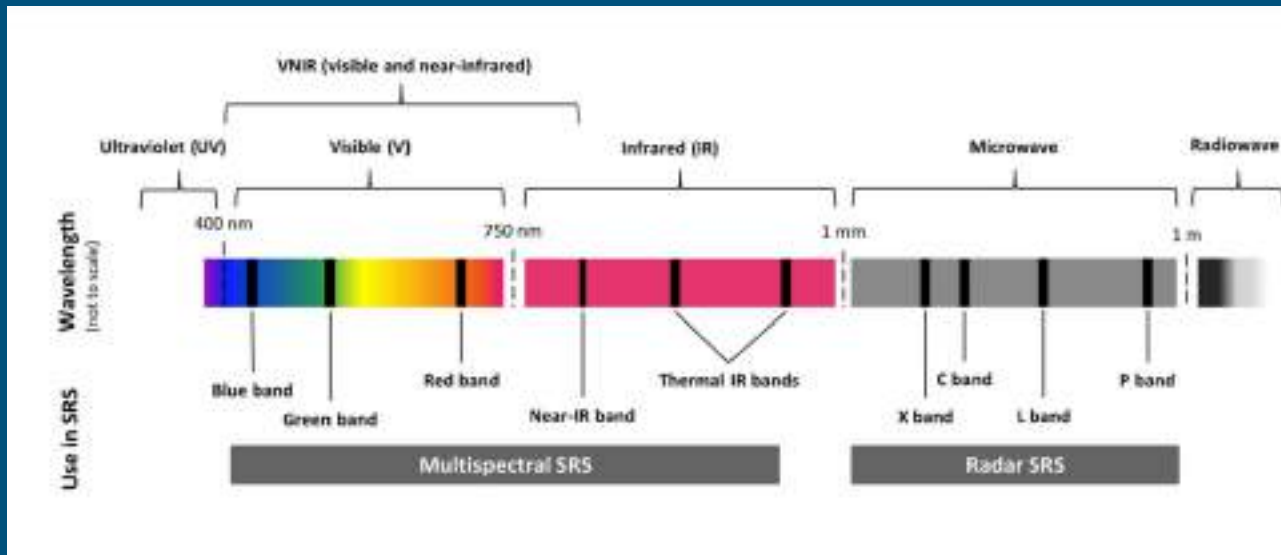 VNIR (visible and near-infrared)
Ultraviolet (UV)
Visible (V)
Infrared (IR)
Microwave
Radiowave
400 nm
750 nm
1 mm
1 m
Wavelength
(not to scale)
Blue band
Green band
Red band
Near-IR band
Thermal IR bands
X band
C band
L band
P band
Use in SRS
Multispectral SRS
Radar SRS